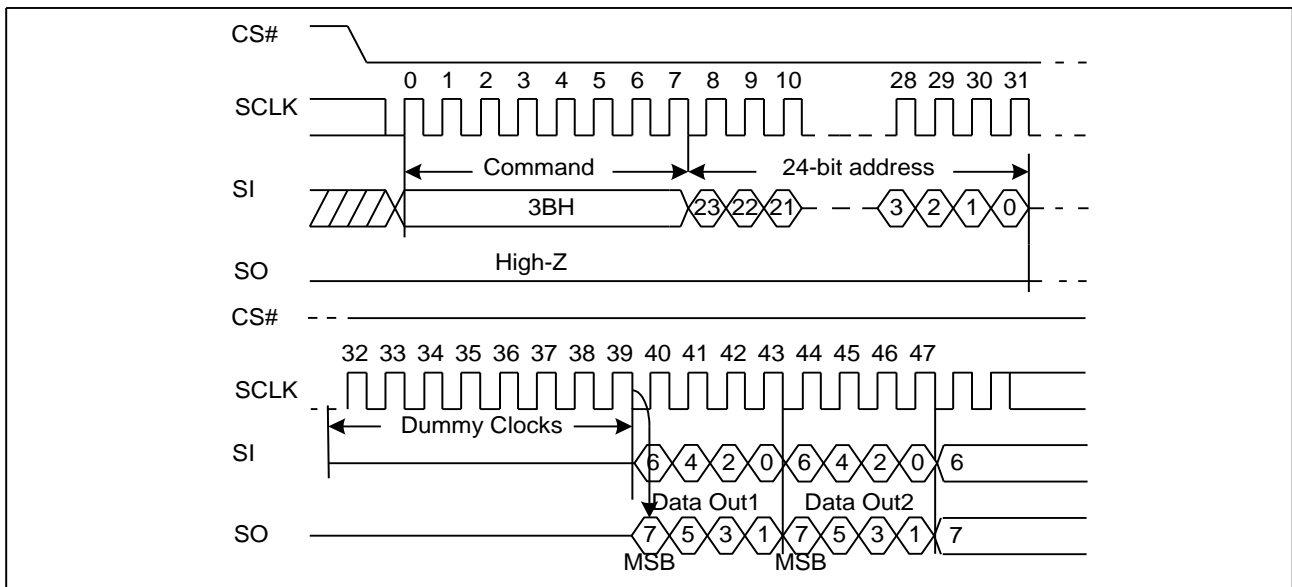 CS#
0 1 2 3 4 5 6 7 8 9 10 28 29 30 31
SCLK
Command 24-bit address
SI
3BH 23 22 21 3 2 1 0
High-Z
SO
CS#
32 33 34 35 36 37 38 39 40 41 42 43 44 45 46 47
SCLK
Dummy Clocks
SI
6 4 2 0 6 4 2 0 6
Data Out1 Data Out2
SO
7 5 3 1 7 5 3 1 7
MSB MSB